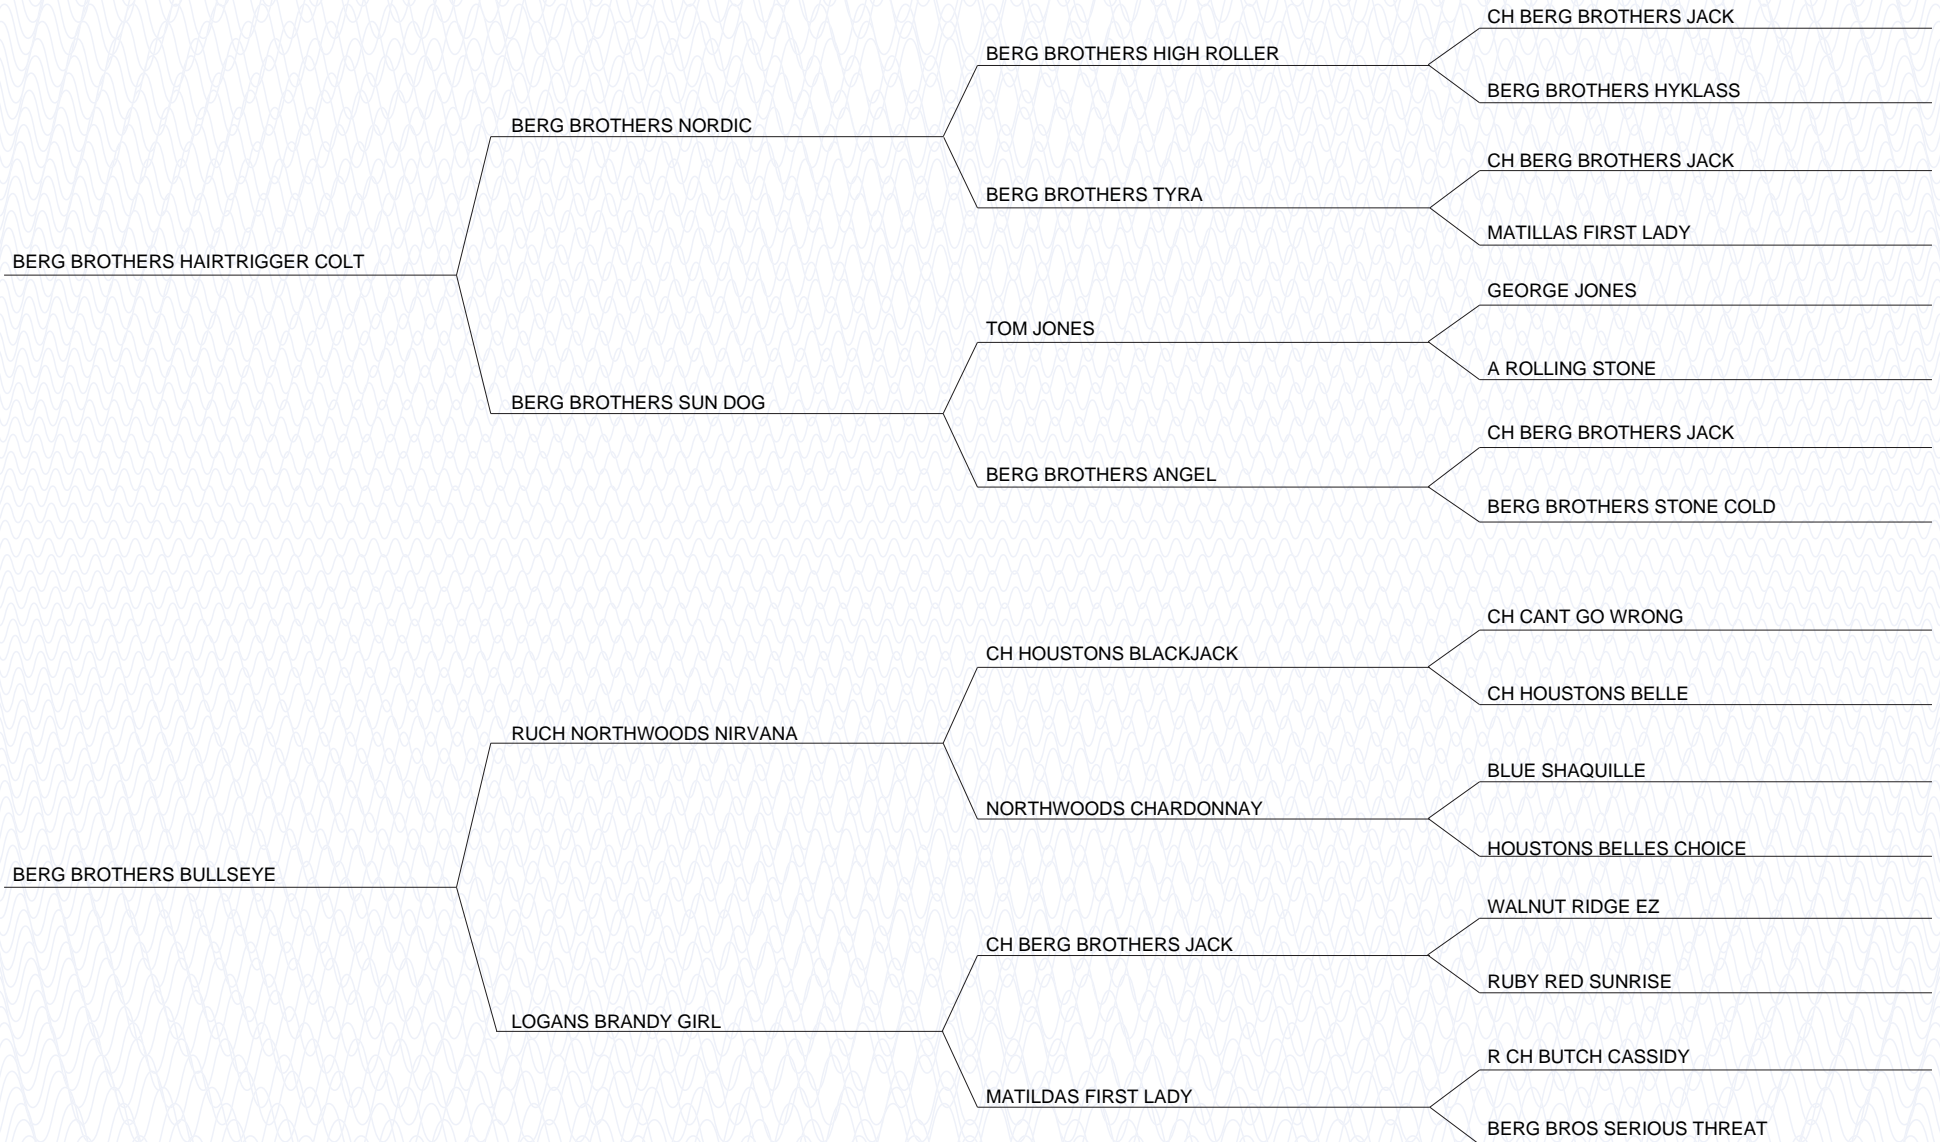 CH BERG BROTHERS JACK
BERG BROTHERS HIGH ROLLER
BERG BROTHERS HYKLASS
BERG BROTHERS NORDIC
CH BERG BROTHERS JACK
BERG BROTHERS TYRA
MATILLAS FIRST LADY
BERG BROTHERS HAIRTRIGGER COLT
GEORGE JONES
TOM JONES
A ROLLING STONE
BERG BROTHERS SUN DOG
CH BERG BROTHERS JACK
BERG BROTHERS ANGEL
BERG BROTHERS STONE COLD
CH CANT GO WRONG
CH HOUSTONS BLACKJACK
CH HOUSTONS BELLE
RUCH NORTHWOODS NIRVANA
BLUE SHAQUILLE
NORTHWOODS CHARDONNAY
HOUSTONS BELLES CHOICE
BERG BROTHERS BULLSEYE
WALNUT RIDGE EZ
CH BERG BROTHERS JACK
RUBY RED SUNRISE
LOGANS BRANDY GIRL
R CH BUTCH CASSIDY
MATILDAS FIRST LADY
BERG BROS SERIOUS THREAT